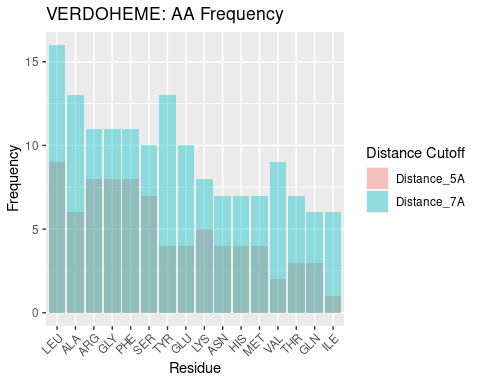 VERDOHEME: AA Frequency
15
10
5
0
Frequency
LEU ALA ARG GLY PHE SER TYR GLU LYS ASN HIS MET VAL THR GLN ILE
Residue
Distance Cutoff
Distance_5A
Distance_7A